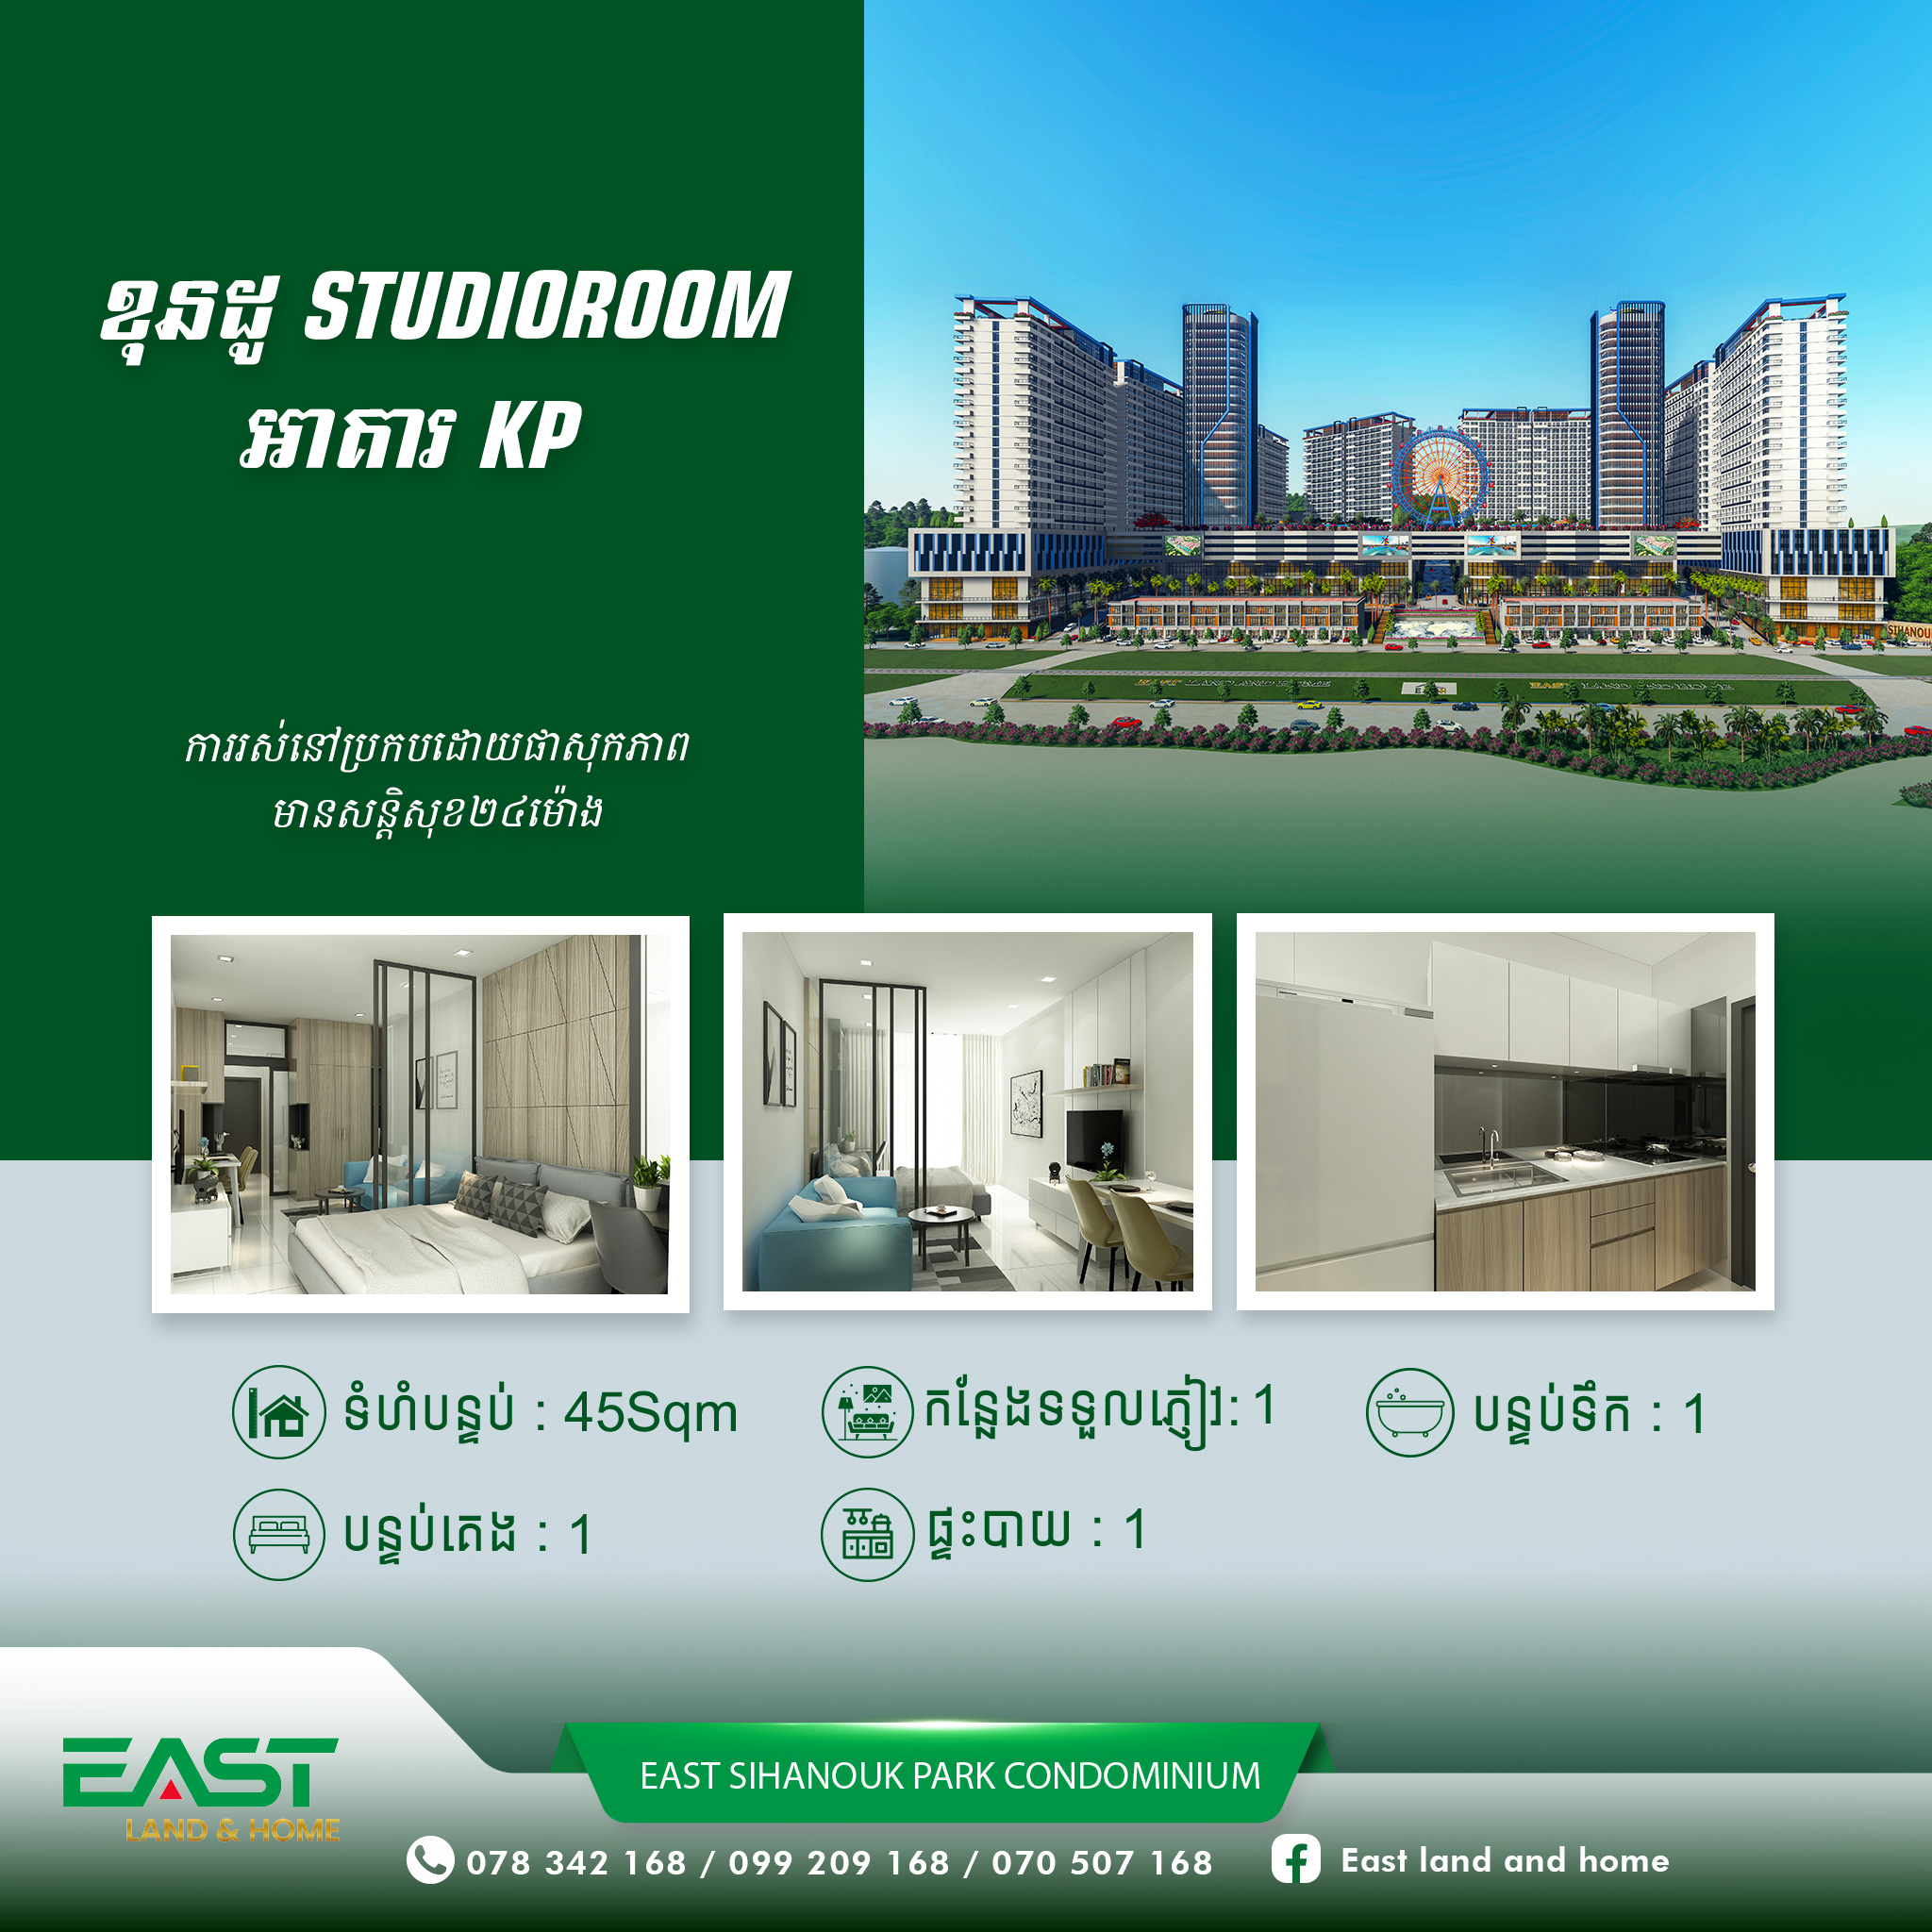 ខុនដូ STUDIOROOM
អាគារ KP
ការរស់នៅប្រកបដោយផាសុកភាព
មានសន្តិសុខ២៤ម៉ោង
ទំហំបន្ទប់ : 45Sqm
កន្លែងទទួលភ្ញៀវ: 1
បន្ទប់ទឹក : 1
បន្ទប់គេង : 1
ផ្ទះបាយ : 1
EAST
LAND & HOME
EAST SIHANOUK PARK CONDOMINIUM
078 342 168 / 099 209 168 / 070 507 168
East land and home